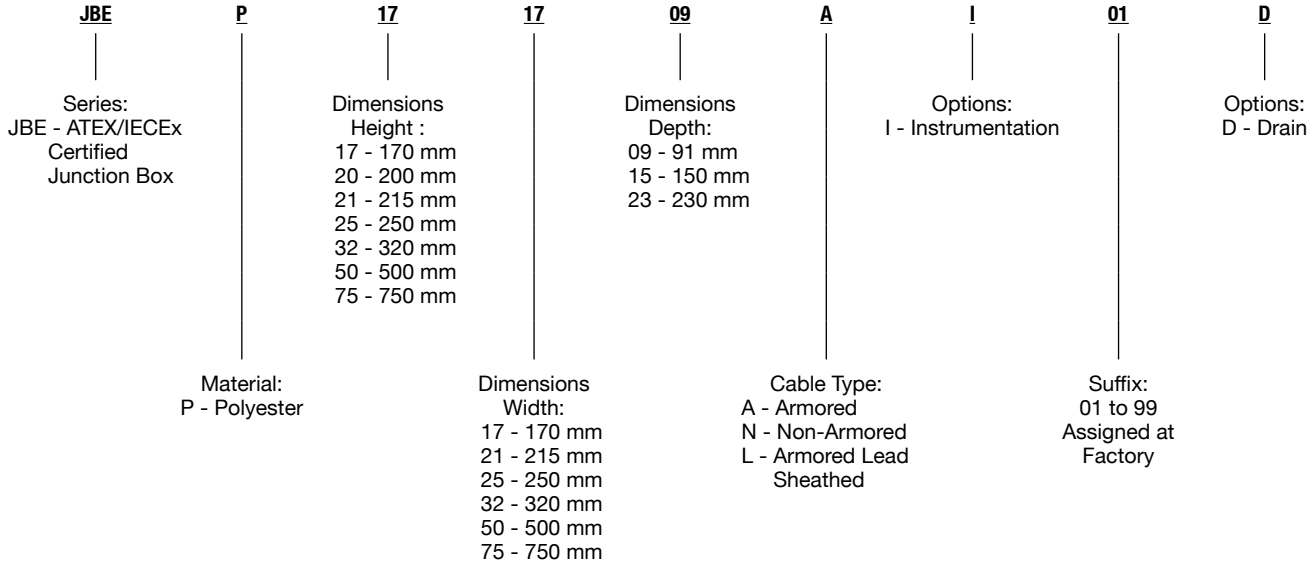 JBE P 17 17 09 A I 01 D
Series:
JBE - ATEX/IECEx
Certified
Junction Box
Dimensions
Height :
17 - 170 mm
20 - 200 mm
21 - 215 mm
25 - 250 mm
32 - 320 mm
50 - 500 mm
75 - 750 mm
Dimensions
Depth:
09 - 91 mm
15 - 150 mm
23 - 230 mm
Options:
I - Instrumentation
Options:
D - Drain
Material:
P - Polyester
Dimensions
Width:
17 - 170 mm
21 - 215 mm
25 - 250 mm
32 - 320 mm
50 - 500 mm
75 - 750 mm
Cable Type:
A - Armored
N - Non-Armored
L - Armored Lead
Sheathed
Suffix:
01 to 99
Assigned at
Factory